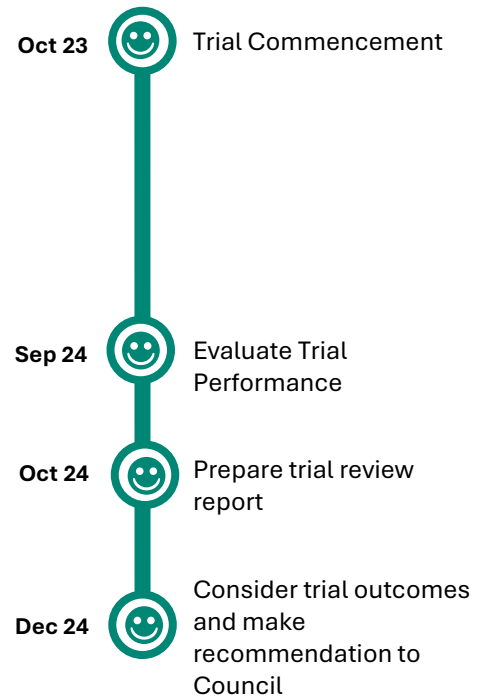 Oct 23
Trial Commencement
Sep 24
Evaluate Trial
Performance
Oct 24
Prepare trial review
report
Dec 24
Consider trial outcomes
and make
recommendation to
Council